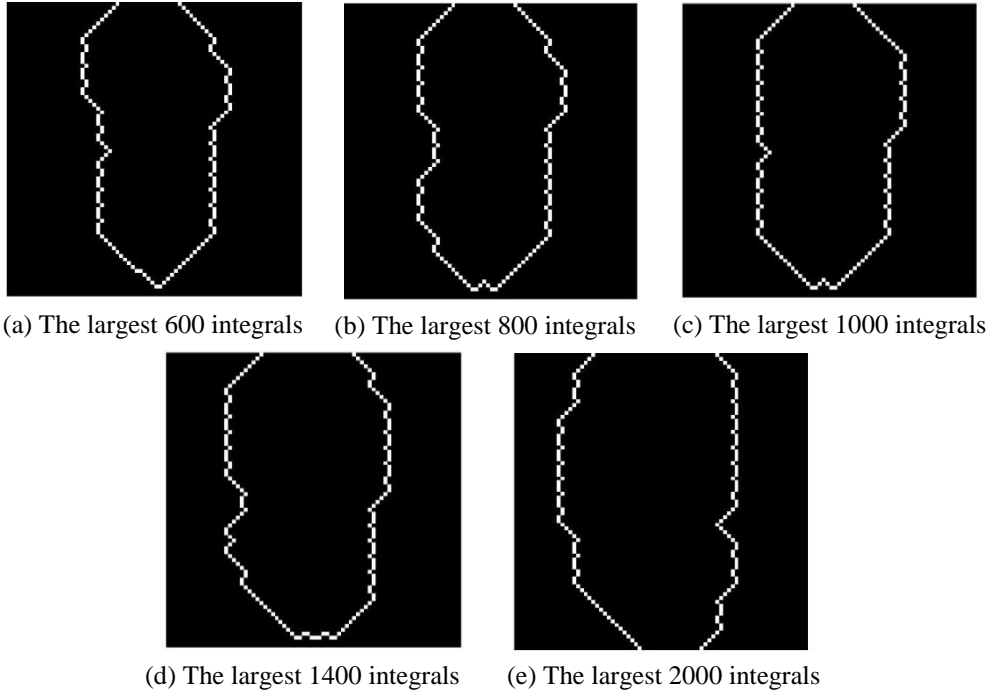 (a) The largest 600 integrals
(b) The largest 800 integrals
(c) The largest 1000 integrals
(d) The largest 1400 integrals
(e) The largest 2000 integrals